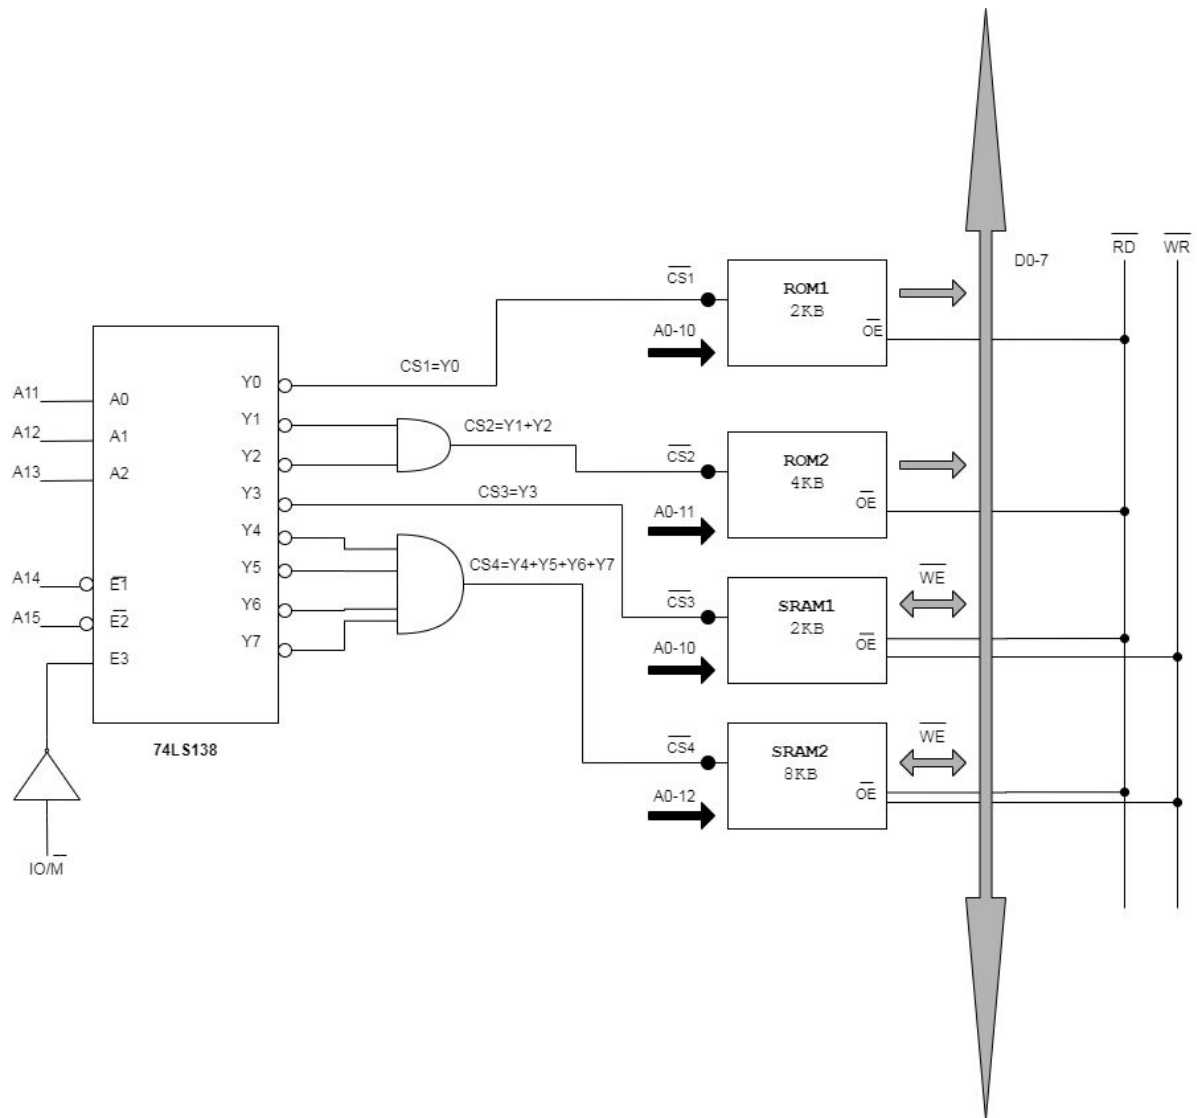 RD
WR
D0-7
CS1
ROM1
2KB
OE
A0-10
CS1=Y0
A11
A0
Y0
A12
A1
Y1
CS2=Y1+Y2
CS2
ROM2
4KB
OE
A0-11
A13
A2
Y2
Y3
CS3=Y3
Y4
CS4=Y4+Y5+Y6+Y7
Y5
A14
E1
A15
E2
Y6
E3
Y7
CS3
SRAM1
2KB
OE
WE
A0-10
74LS138
CS4
SRAM2
8KB
OE
WE
A0-12
IO/M